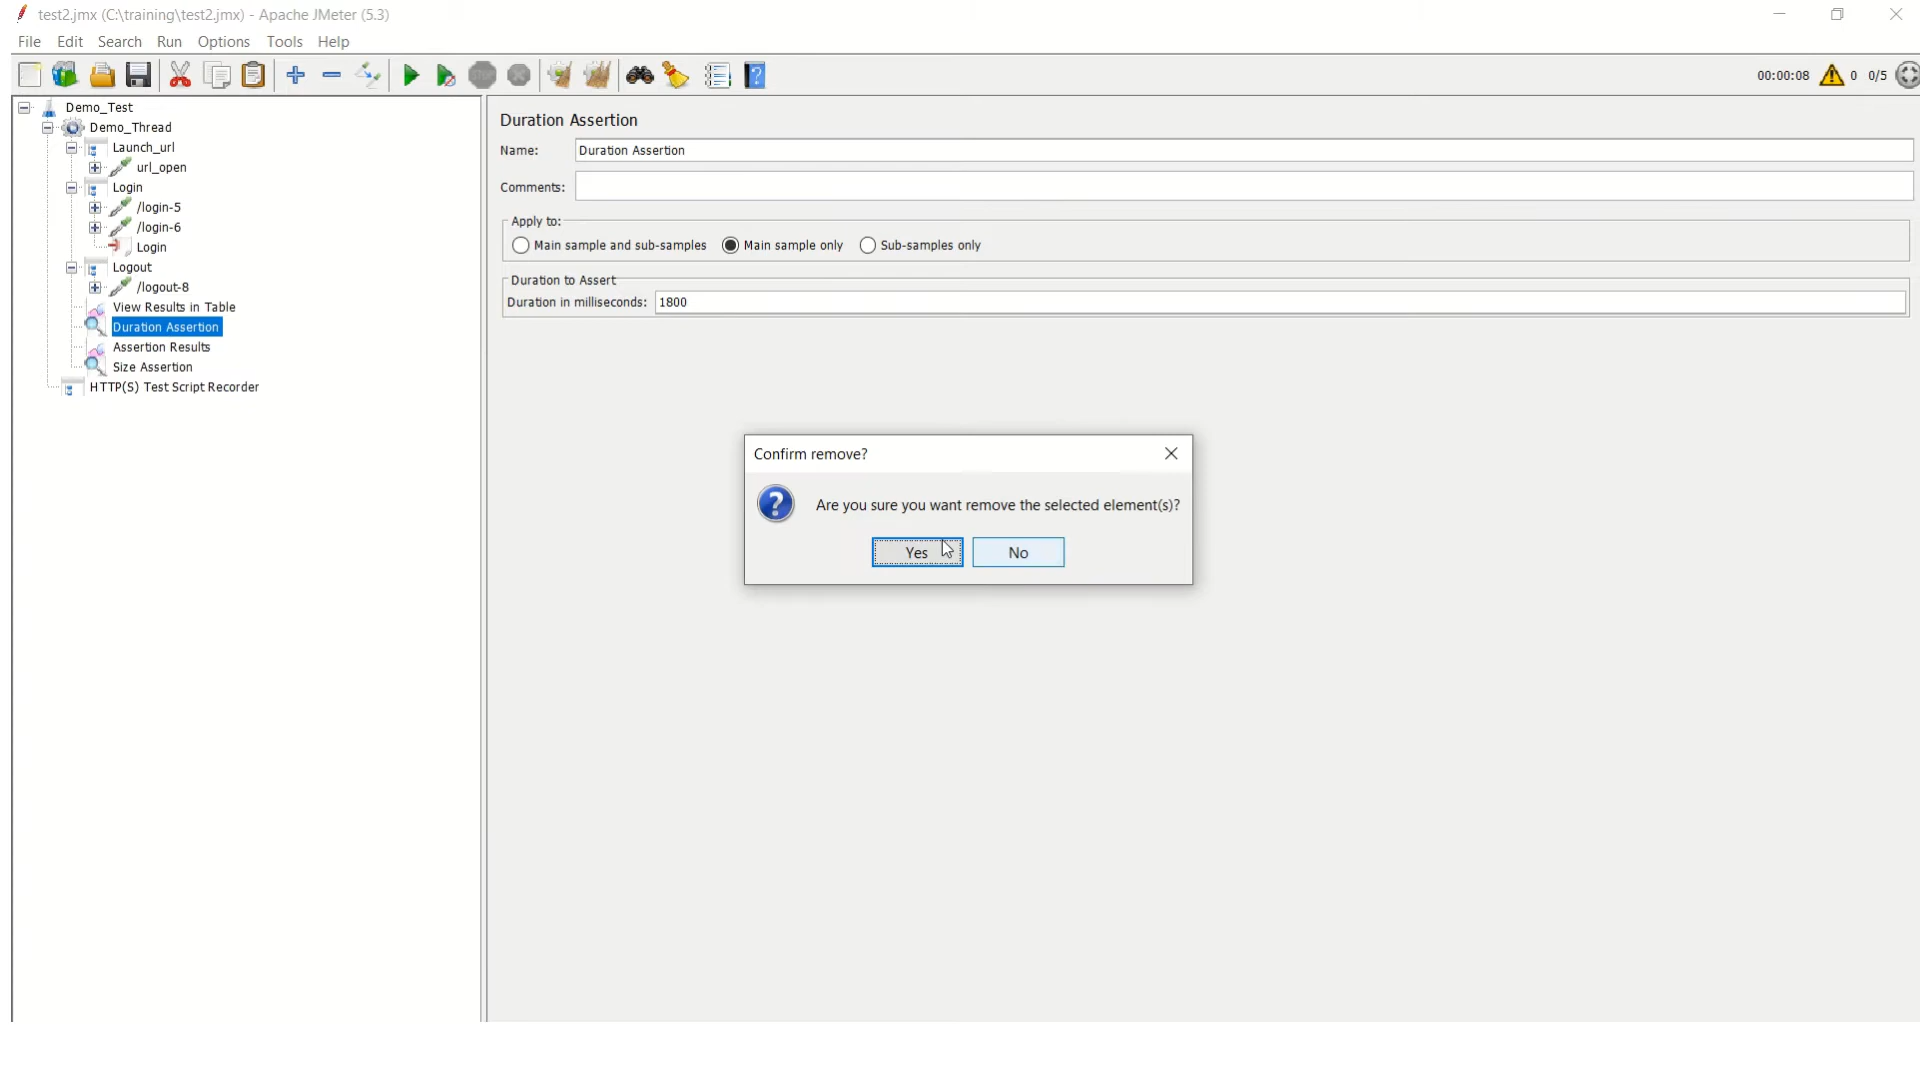 test2.jmx (C:\training\test2.jmx) - Apache JMeter (5.3)
File Edit Search Run Options Tools Help
STOP
00:00:08 0 0/5
Demo_Test
Demo_Thread
Launch_url
url_open
Login
/login-5
/login-6
Login
Logout
/logout-8
View Results in Table
Duration Assertion
Assertion Results
Size Assertion
HTTP(S) Test Script Recorder
Duration Assertion
Name: Duration Assertion
Comments:
Apply to:
Main sample and sub-samples Main sample only Sub-samples only
Duration to Assert
Duration in milliseconds: 1800
Confirm remove?
Are you sure you want remove the selected element(s)?
Yes No